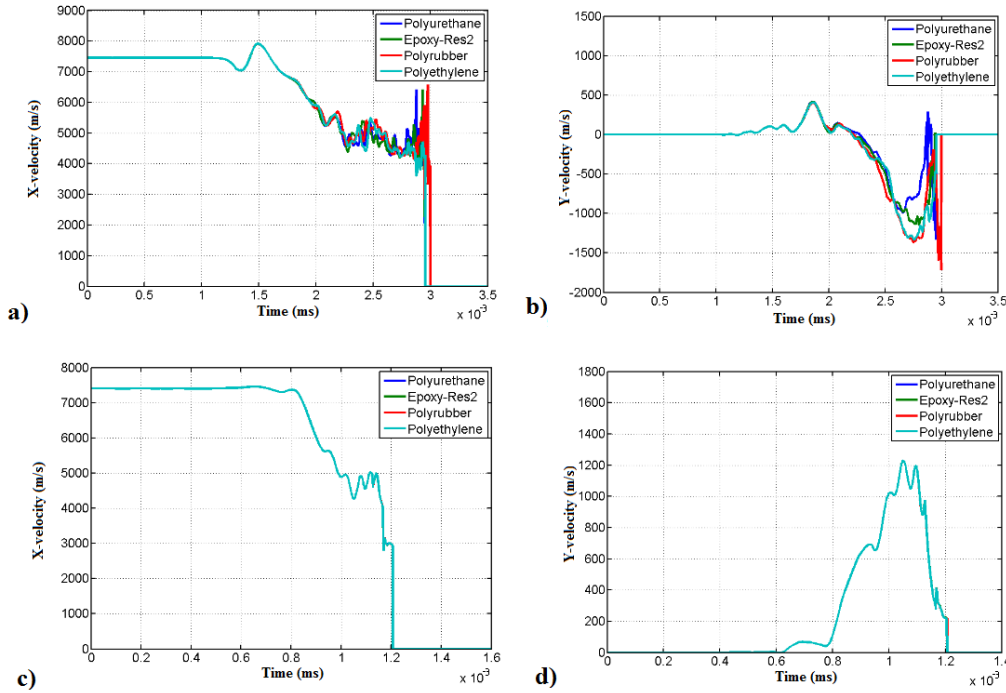 9000
8000
7000
6000
5000
4000
3000
2000
1000
0
X-velocity (m/s)
Polyurethane
Epoxy-Res2
Polyrubber
Polyethylene
0 0.5 1 1.5 2 2.5 3 3.5
Time (ms)
x 10⁻³
a)
2000
1500
1000
500
0
-500
-1000
-1500
-2000
Y-velocity (m/s)
Polyurethane
Epoxy-Res2
Polyrubber
Polyethylene
0 0.5 1 1.5 2 2.5 3 3.5
Time (ms)
x 10⁻³
b)
8000
7000
6000
5000
4000
3000
2000
1000
0
X-velocity (m/s)
Polyurethane
Epoxy-Res2
Polyrubber
Polyethylene
0 0.2 0.4 0.6 0.8 1 1.2 1.4 1.6
Time (ms)
x 10⁻³
c)
1800
1600
1400
1200
1000
800
600
400
200
0
Y-velocity (m/s)
Polyurethane
Epoxy-Res2
Polyrubber
Polyethylene
0 0.2 0.4 0.6 0.8 1 1.2 1.4
Time (ms)
x 10⁻³
d)